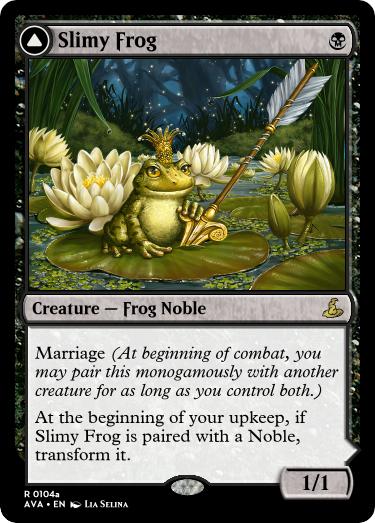 Slimy Frog
Creature — Frog Noble
Marriage (At beginning of combat, you
may pair this monogamously with another
creature for as long as you control both.)
At the beginning of your upkeep, if
Slimy Frog is paired with a Noble,
transform it.
1/1
R 0104a
AVA • EN Lia Selina